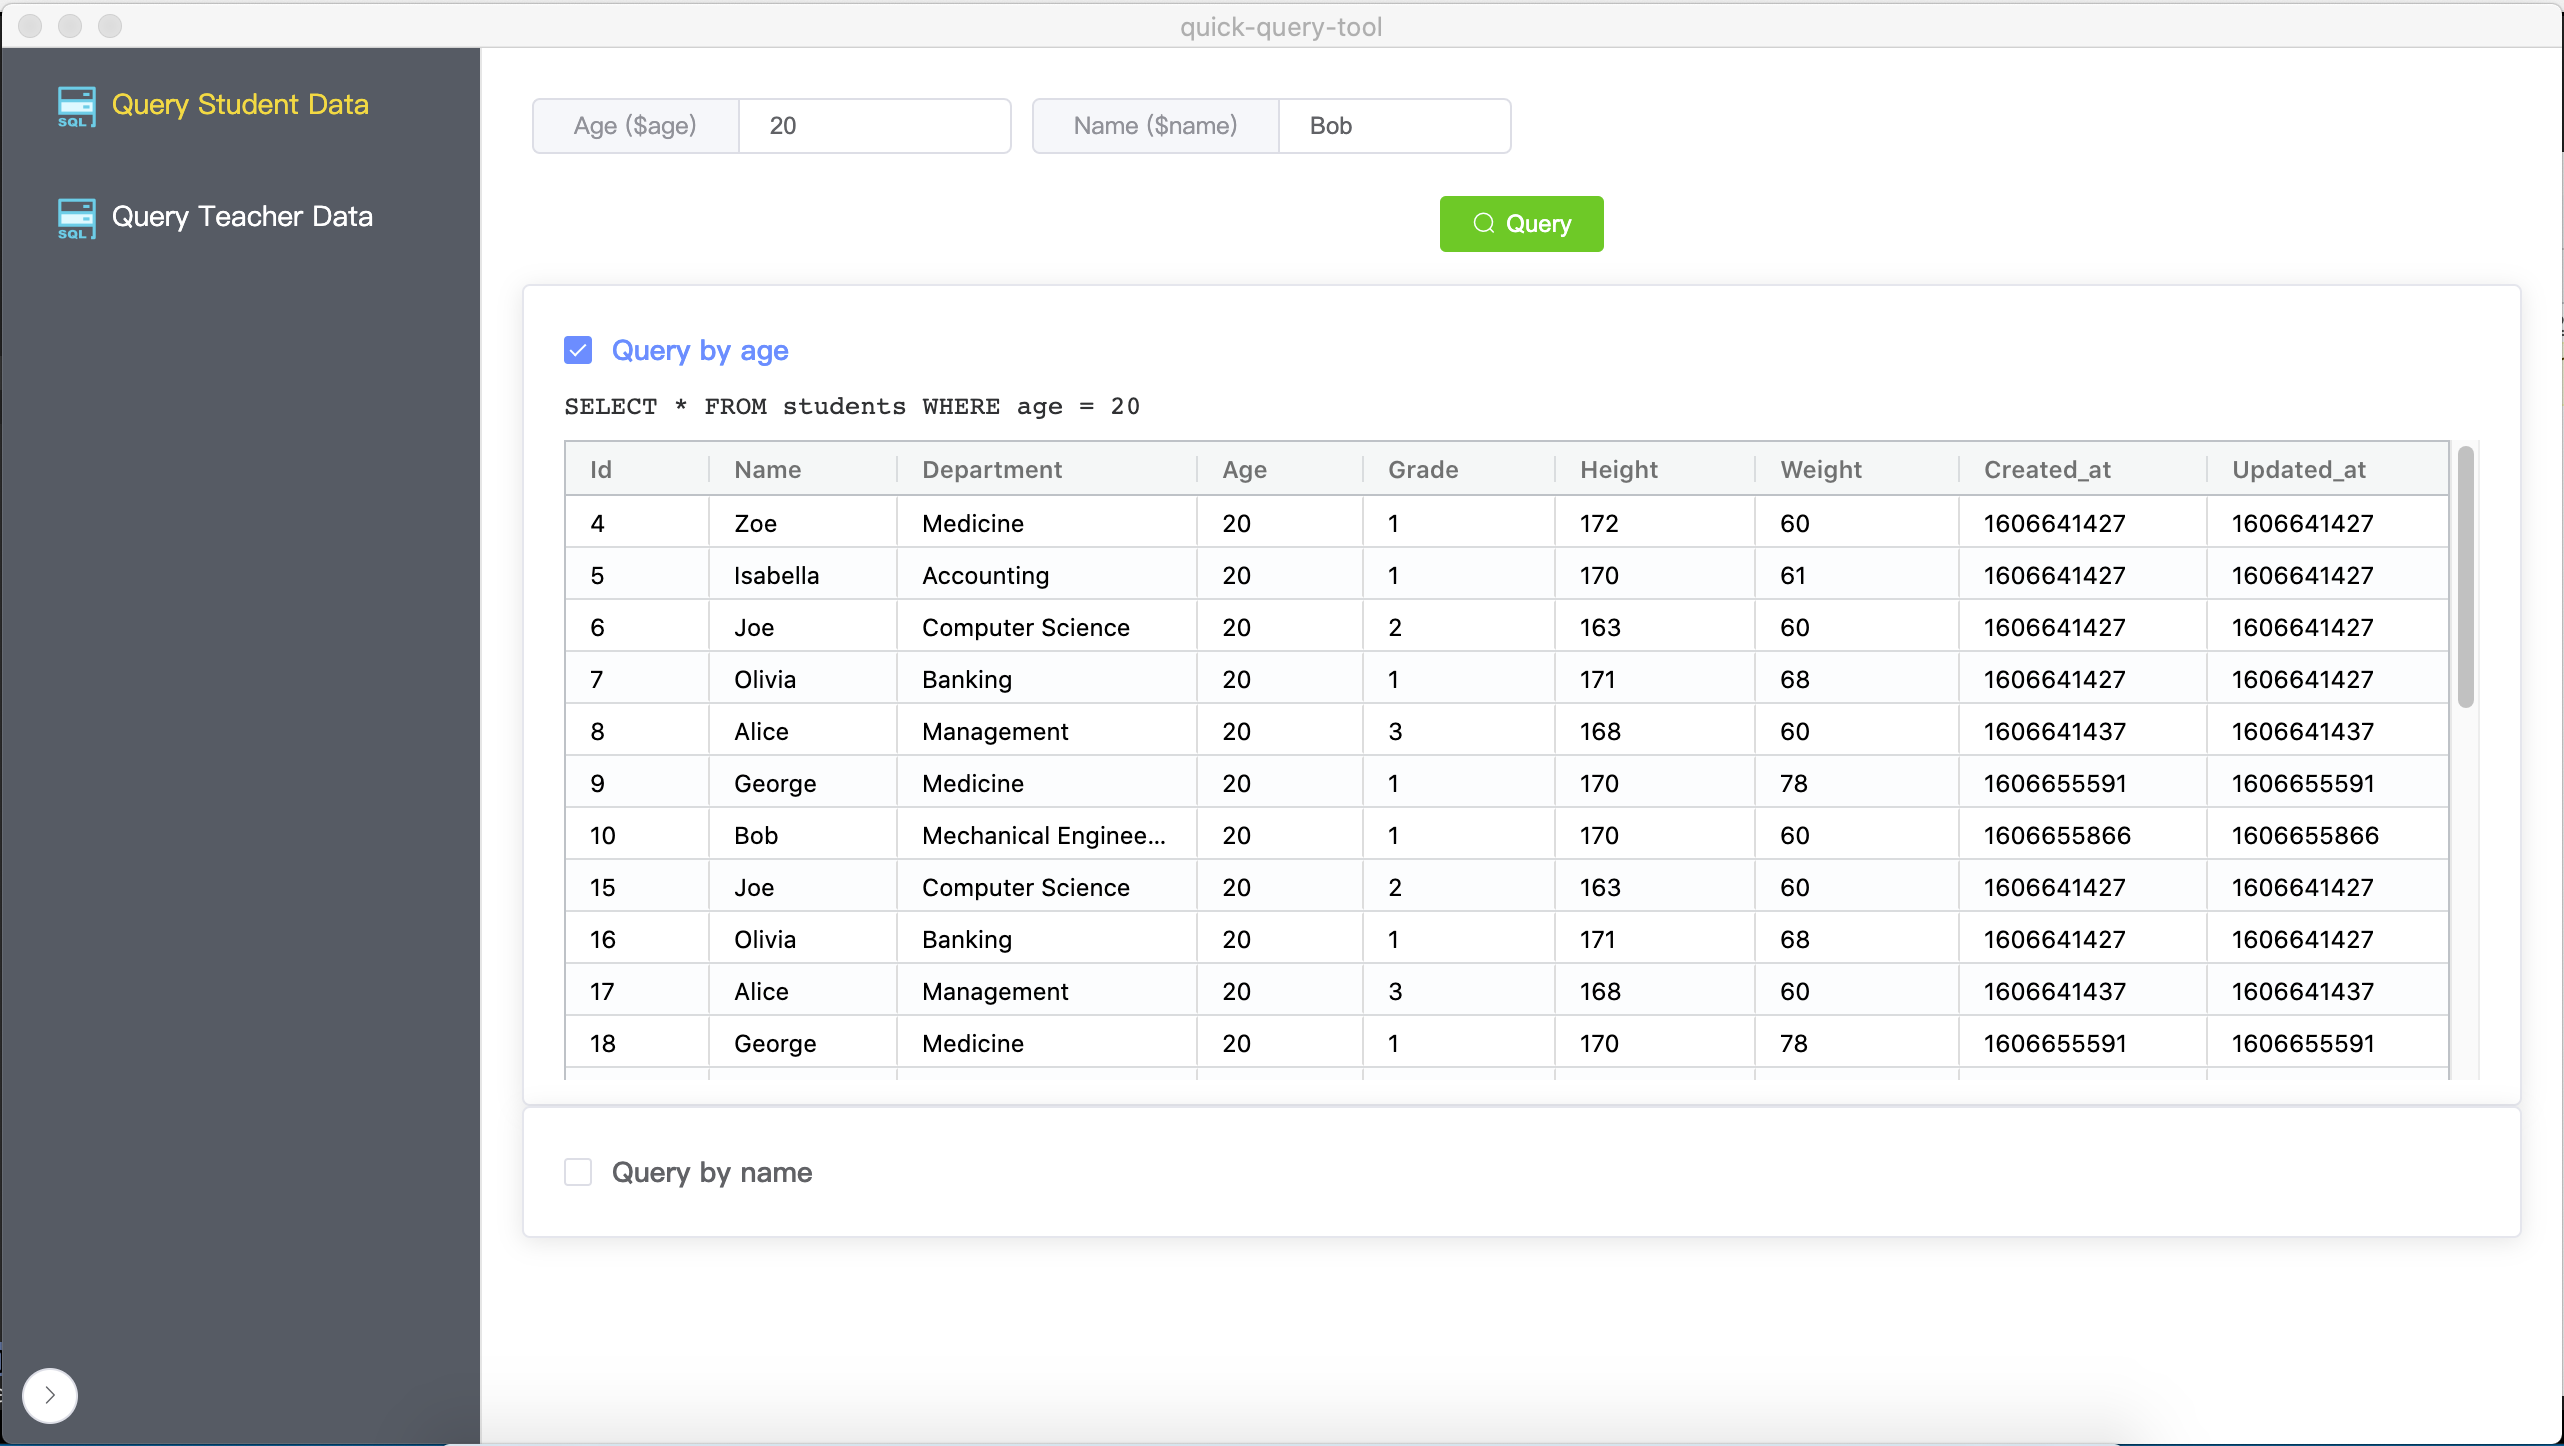 quick-query-tool
SQL Query Student Data
SQL Query Teacher Data
Age ($age) 20 Name ($name) Bob
Query
Query by age
SELECT * FROM students WHERE age = 20
Id Name Department Age Grade Height Weight Created_at Updated_at
4 Zoe Medicine 20 1 172 60 1606641427 1606641427
5 Isabella Accounting 20 1 170 61 1606641427 1606641427
6 Joe Computer Science 20 2 163 60 1606641427 1606641427
7 Olivia Banking 20 1 171 68 1606641427 1606641427
8 Alice Management 20 3 168 60 1606641437 1606641437
9 George Medicine 20 1 170 78 1606655591 1606655591
10 Bob Mechanical Enginee... 20 1 170 60 1606655866 1606655866
15 Joe Computer Science 20 2 163 60 1606641427 1606641427
16 Olivia Banking 20 1 171 68 1606641427 1606641427
17 Alice Management 20 3 168 60 1606641437 1606641437
18 George Medicine 20 1 170 78 1606655591 1606655591
Query by name